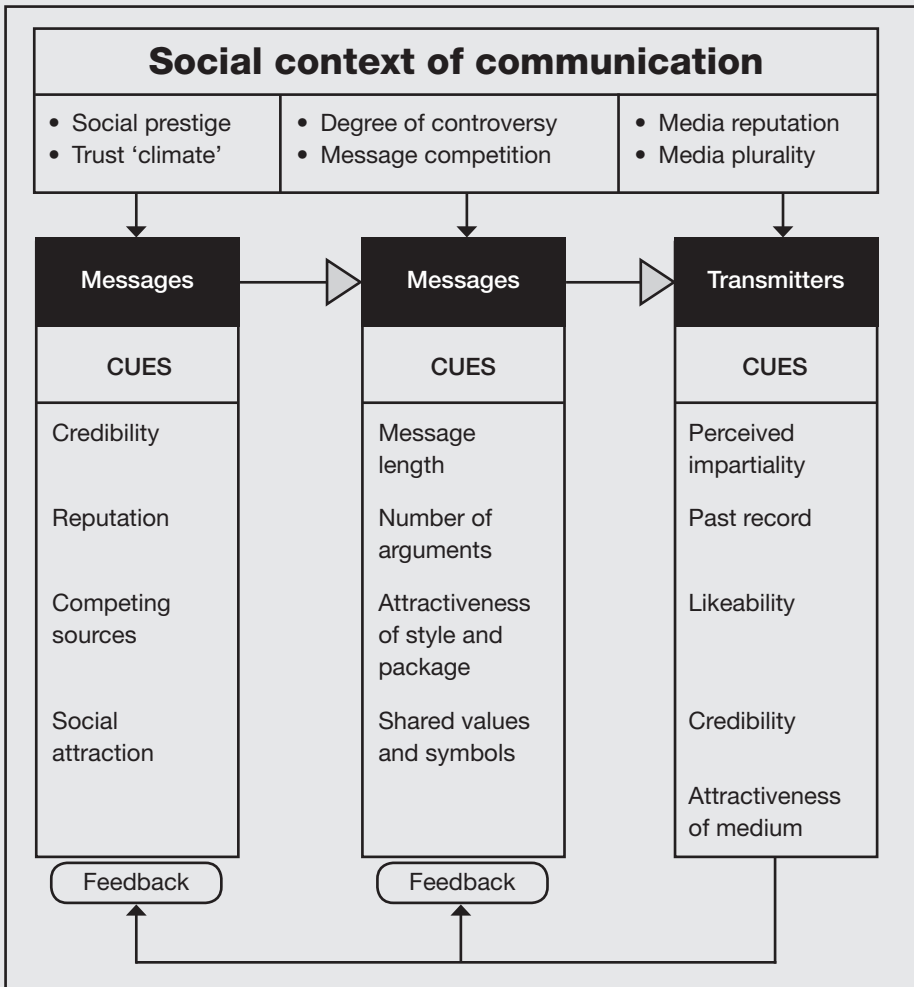 Social context of communication
• Social prestige
• Trust ‘climate’
• Degree of controversy
• Message competition
• Media reputation
• Media plurality
Messages
CUES
Credibility
Reputation
Competing
sources
Social
attraction
Feedback
Messages
CUES
Message
length
Number of
arguments
Attractiveness
of style and
package
Shared values
and symbols
Feedback
Transmitters
CUES
Perceived
impartiality
Past record
Likeability
Credibility
Attractiveness
of medium